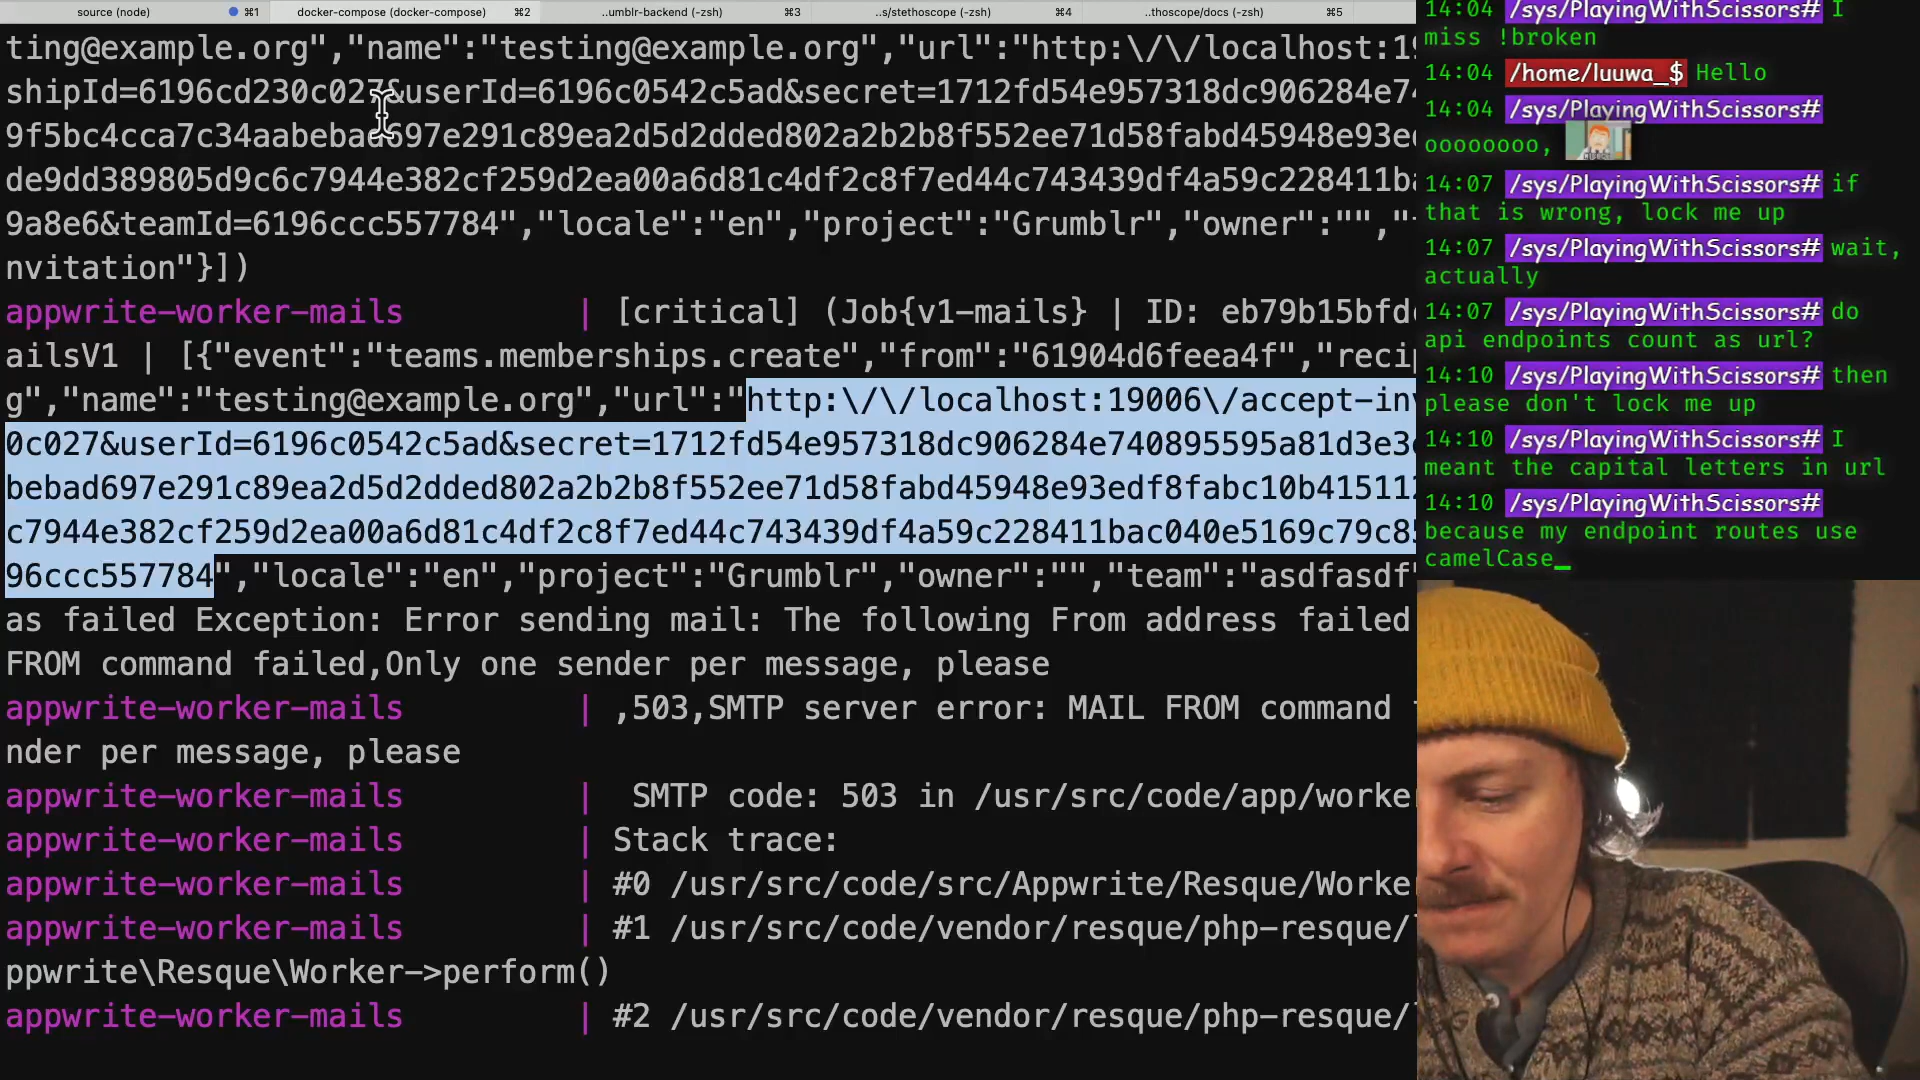 source (node) ⌘1 docker-compose (docker-compose) ⌘2 ..umblr-backend (-zsh) ⌘3 ..s/stethoscope (-zsh) ⌘4 ..thoscope/docs (-zsh) ⌘5
ting@example.org","name":"testing@example.org","url":"http:\/\/localhost:19
shipId=6196cd230c027&userId=6196c0542c5ad&secret=1712fd54e957318dc906284e74
9f5bc4cca7c34aabebad697e291c89ea2d5d2dded802a2b2b8f552ee71d58fabd45948e93ed
de9dd389805d9c6c7944e382cf259d2ea00a6d81c4df2c8f7ed44c743439df4a59c228411ba
9a8e6&teamId=6196ccc557784","locale":"en","project":"Grumblr","owner":"","
nvitation"}])
appwrite-worker-mails | [critical] (Job{v1-mails} | ID: eb79b15bfd
ailsV1 | [{"event":"teams.memberships.create","from":"61904d6feea4f","recip
g","name":"testing@example.org","url":"http:\/\/localhost:19006\/accept-inv
0c027&userId=6196c0542c5ad&secret=1712fd54e957318dc906284e740895595a81d3e3
bebad697e291c89ea2d5d2dded802a2b2b8f552ee71d58fabd45948e93edf8fabc10b415112
c7944e382cf259d2ea00a6d81c4df2c8f7ed44c743439df4a59c228411bac040e5169c79c85
96ccc557784","locale":"en","project":"Grumblr","owner":"","team":"asdfasdf"
as failed Exception: Error sending mail: The following From address failed
FROM command failed,Only one sender per message, please
appwrite-worker-mails | ,503,SMTP server error: MAIL FROM command
nder per message, please
appwrite-worker-mails | SMTP code: 503 in /usr/src/code/app/worke
appwrite-worker-mails | Stack trace:
appwrite-worker-mails | #0 /usr/src/code/src/Appwrite/Resque/Worke
appwrite-worker-mails | #1 /usr/src/code/vendor/resque/php-resque/
ppwrite\Resque\Worker->perform()
appwrite-worker-mails | #2 /usr/src/code/vendor/resque/php-resque/
14:04 /sys/PlayingWithScissors# I
miss !broken
14:04 /home/luuwa_$ Hello
14:04 /sys/PlayingWithScissors#
oooooooo,
14:07 /sys/PlayingWithScissors# if
that is wrong, lock me up
14:07 /sys/PlayingWithScissors# wait,
actually
14:07 /sys/PlayingWithScissors# do
api endpoints count as url?
14:10 /sys/PlayingWithScissors# then
please don't lock me up
14:10 /sys/PlayingWithScissors# I
meant the capital letters in url
14:10 /sys/PlayingWithScissors#
because my endpoint routes use
camelCase_